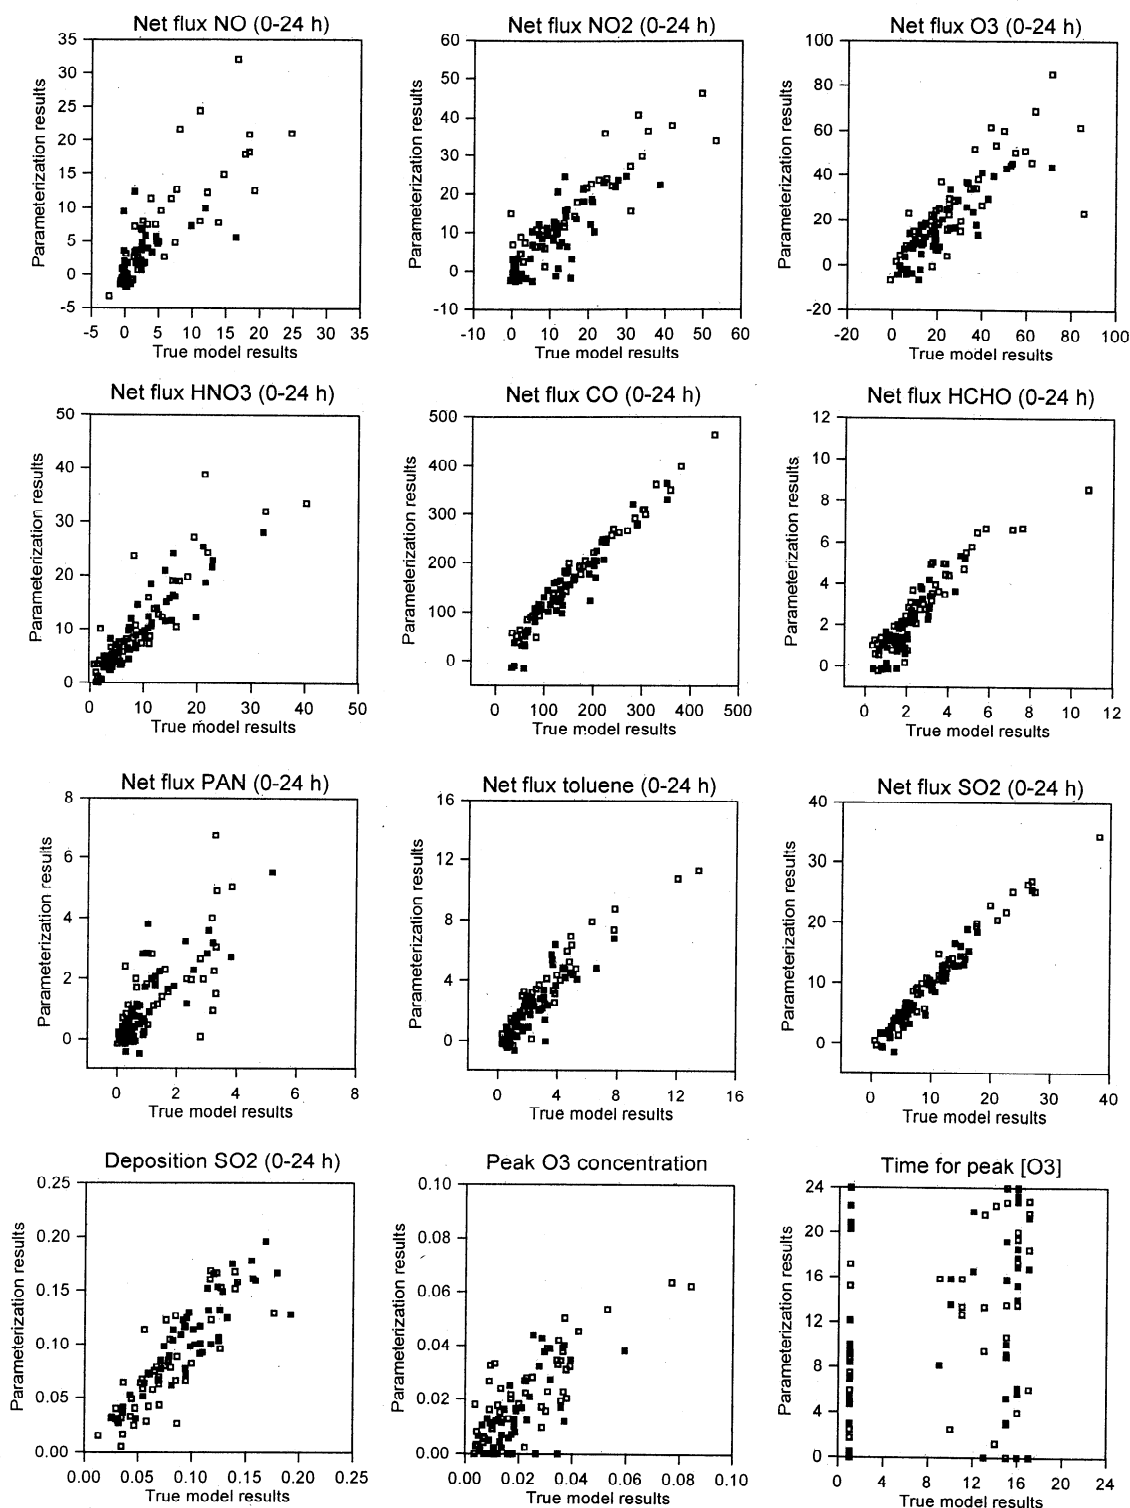 Net flux NO (0-24 h)
Parameterization results
35
30
25
20
15
10
5
0
-5
-5 0 5 10 15 20 25 30 35
True model results
Net flux NO2 (0-24 h)
Parameterization results
60
50
40
30
20
10
0
-10
-10 0 10 20 30 40 50 60
True model results
Net flux O3 (0-24 h)
Parameterization results
100
80
60
40
20
0
-20
-20 0 20 40 60 80 100
True model results
Net flux HNO3 (0-24 h)
Parameterization results
50
40
30
20
10
0
0 10 20 30 40 50
True model results
Net flux CO (0-24 h)
Parameterization results
500
400
300
200
100
0
0 100 200 300 400 500
True model results
Net flux HCHO (0-24 h)
Parameterization results
12
10
8
6
4
2
0
0 2 4 6 8 10 12
True model results
Net flux PAN (0-24 h)
Parameterization results
8
6
4
2
0
0 2 4 6 8
True model results
Net flux toluene (0-24 h)
Parameterization results
16
12
8
4
0
0 4 8 12 16
True model results
Net flux SO2 (0-24 h)
Parameterization results
40
30
20
10
0
0 10 20 30 40
True model results
Deposition SO2 (0-24 h)
Parameterization results
0.25
0.20
0.15
0.10
0.05
0.00
0.00 0.05 0.10 0.15 0.20 0.25
True model results
Peak O3 concentration
Parameterization results
0.10
0.08
0.06
0.04
0.02
0.00
0.00 0.02 0.04 0.06 0.08 0.10
True model results
Time for peak [O3]
Parameterization results
24
20
16
12
8
4
0
0 4 8 12 16 20 24
True model results